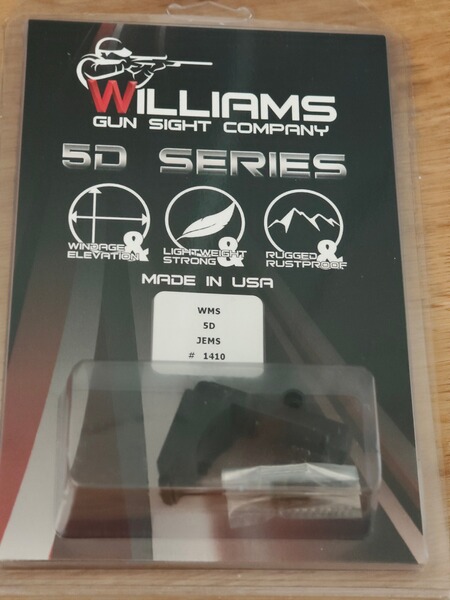 WILLIAMS
GUN SIGHT COMPANY
5D SERIES
WINDAGE &
ELEVATION
LIGHTWEIGHT &
STRONG
RUGGED &
RUSTPROOF
MADE IN USA
WMS
5D
JEMS
# 1410